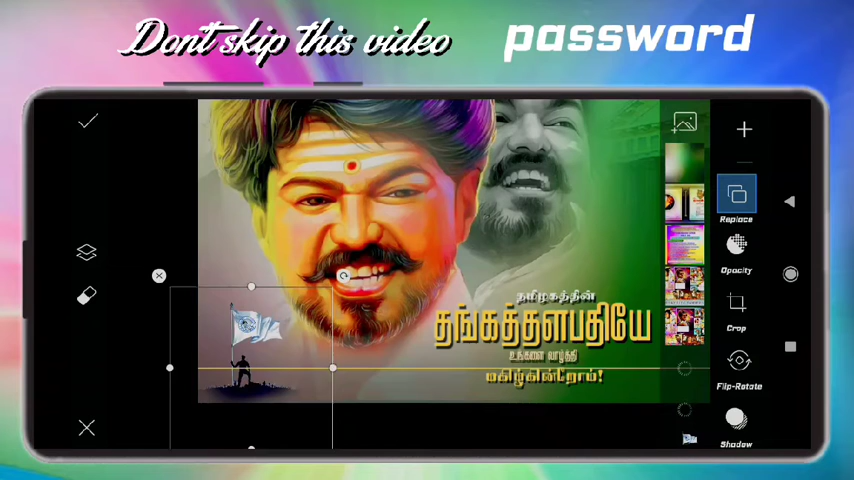 Dont skip this video
password
Replace
Opacity
தமிழகத்தின்
தங்கத்தளபதியே
Crop
உங்களை வாழ்த்தி
மகிழ்கின்றோம்!
Flip-Rotate
Shadow